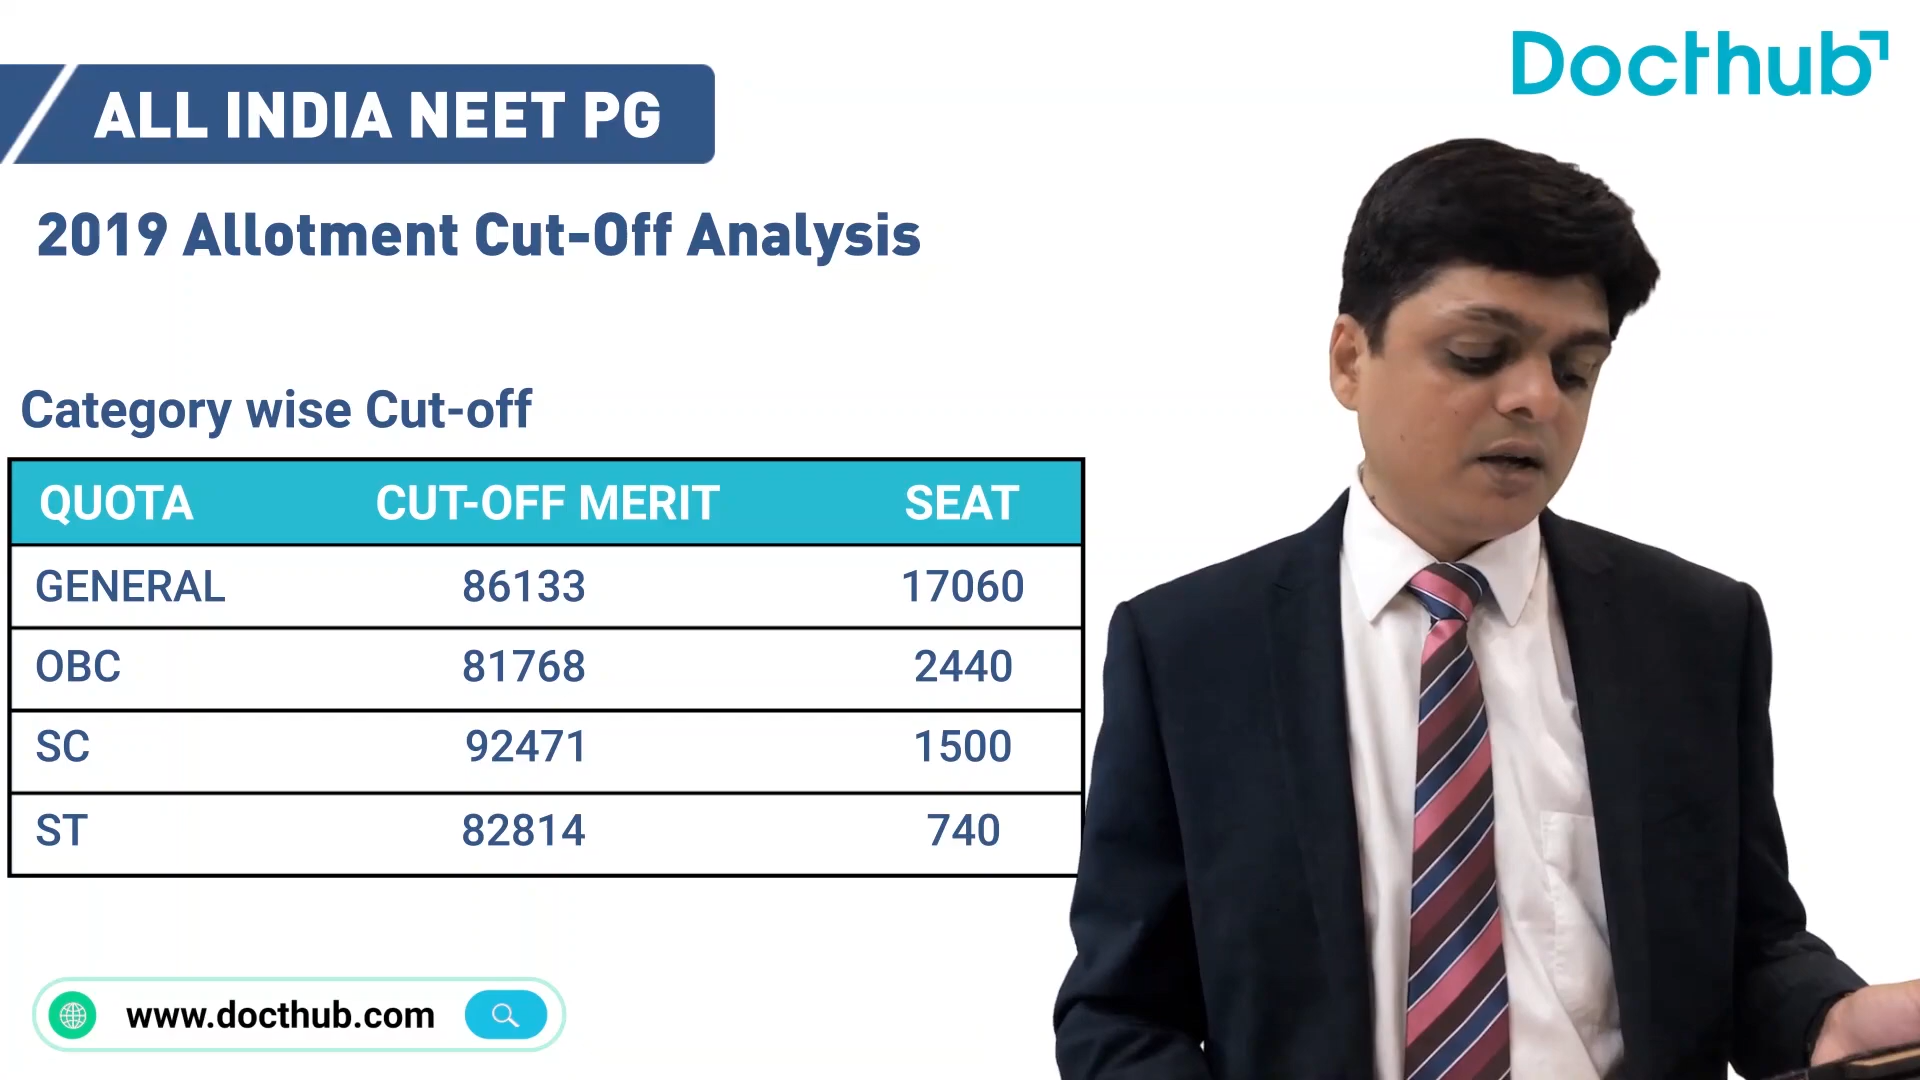 Docthub
ALL INDIA NEET PG
2019 Allotment Cut-Off Analysis
Category wise Cut-off
QUOTA CUT-OFF MERIT SEAT
GENERAL 86133 17060
OBC 81768 2440
SC 92471 1500
ST 82814 740
www.docthub.com